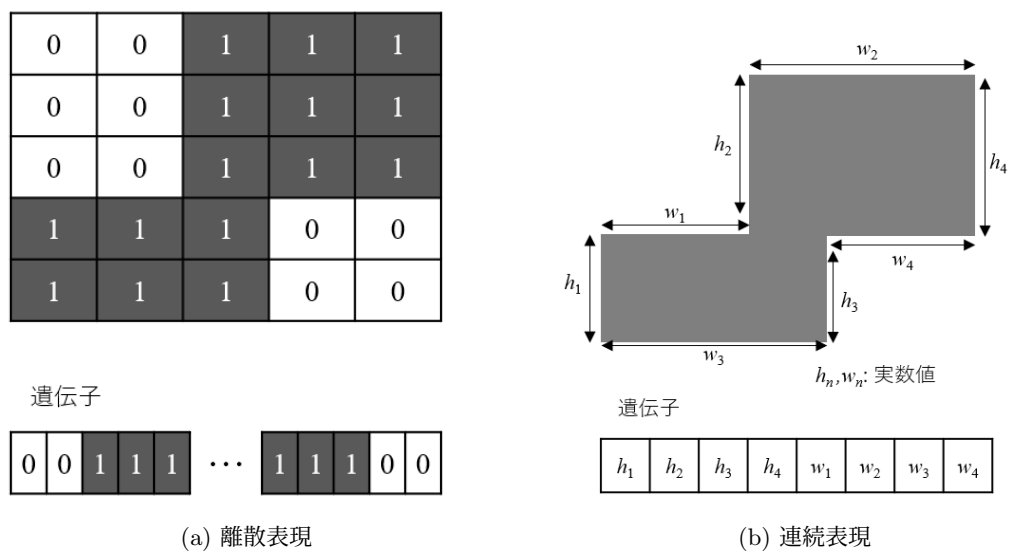 0 0 1 1 1
0 0 1 1 1
0 0 1 1 1
1 1 1 0 0
1 1 1 0 0
遺伝子
0 0 1 1 1 ⋯ 1 1 1 0 0
(a) 離散表現
w2
h2
h4
w1
w4
h1
h3
w3
hn,wn: 実数値
遺伝子
h1 h2 h3 h4 w1 w2 w3 w4
(b) 連続表現